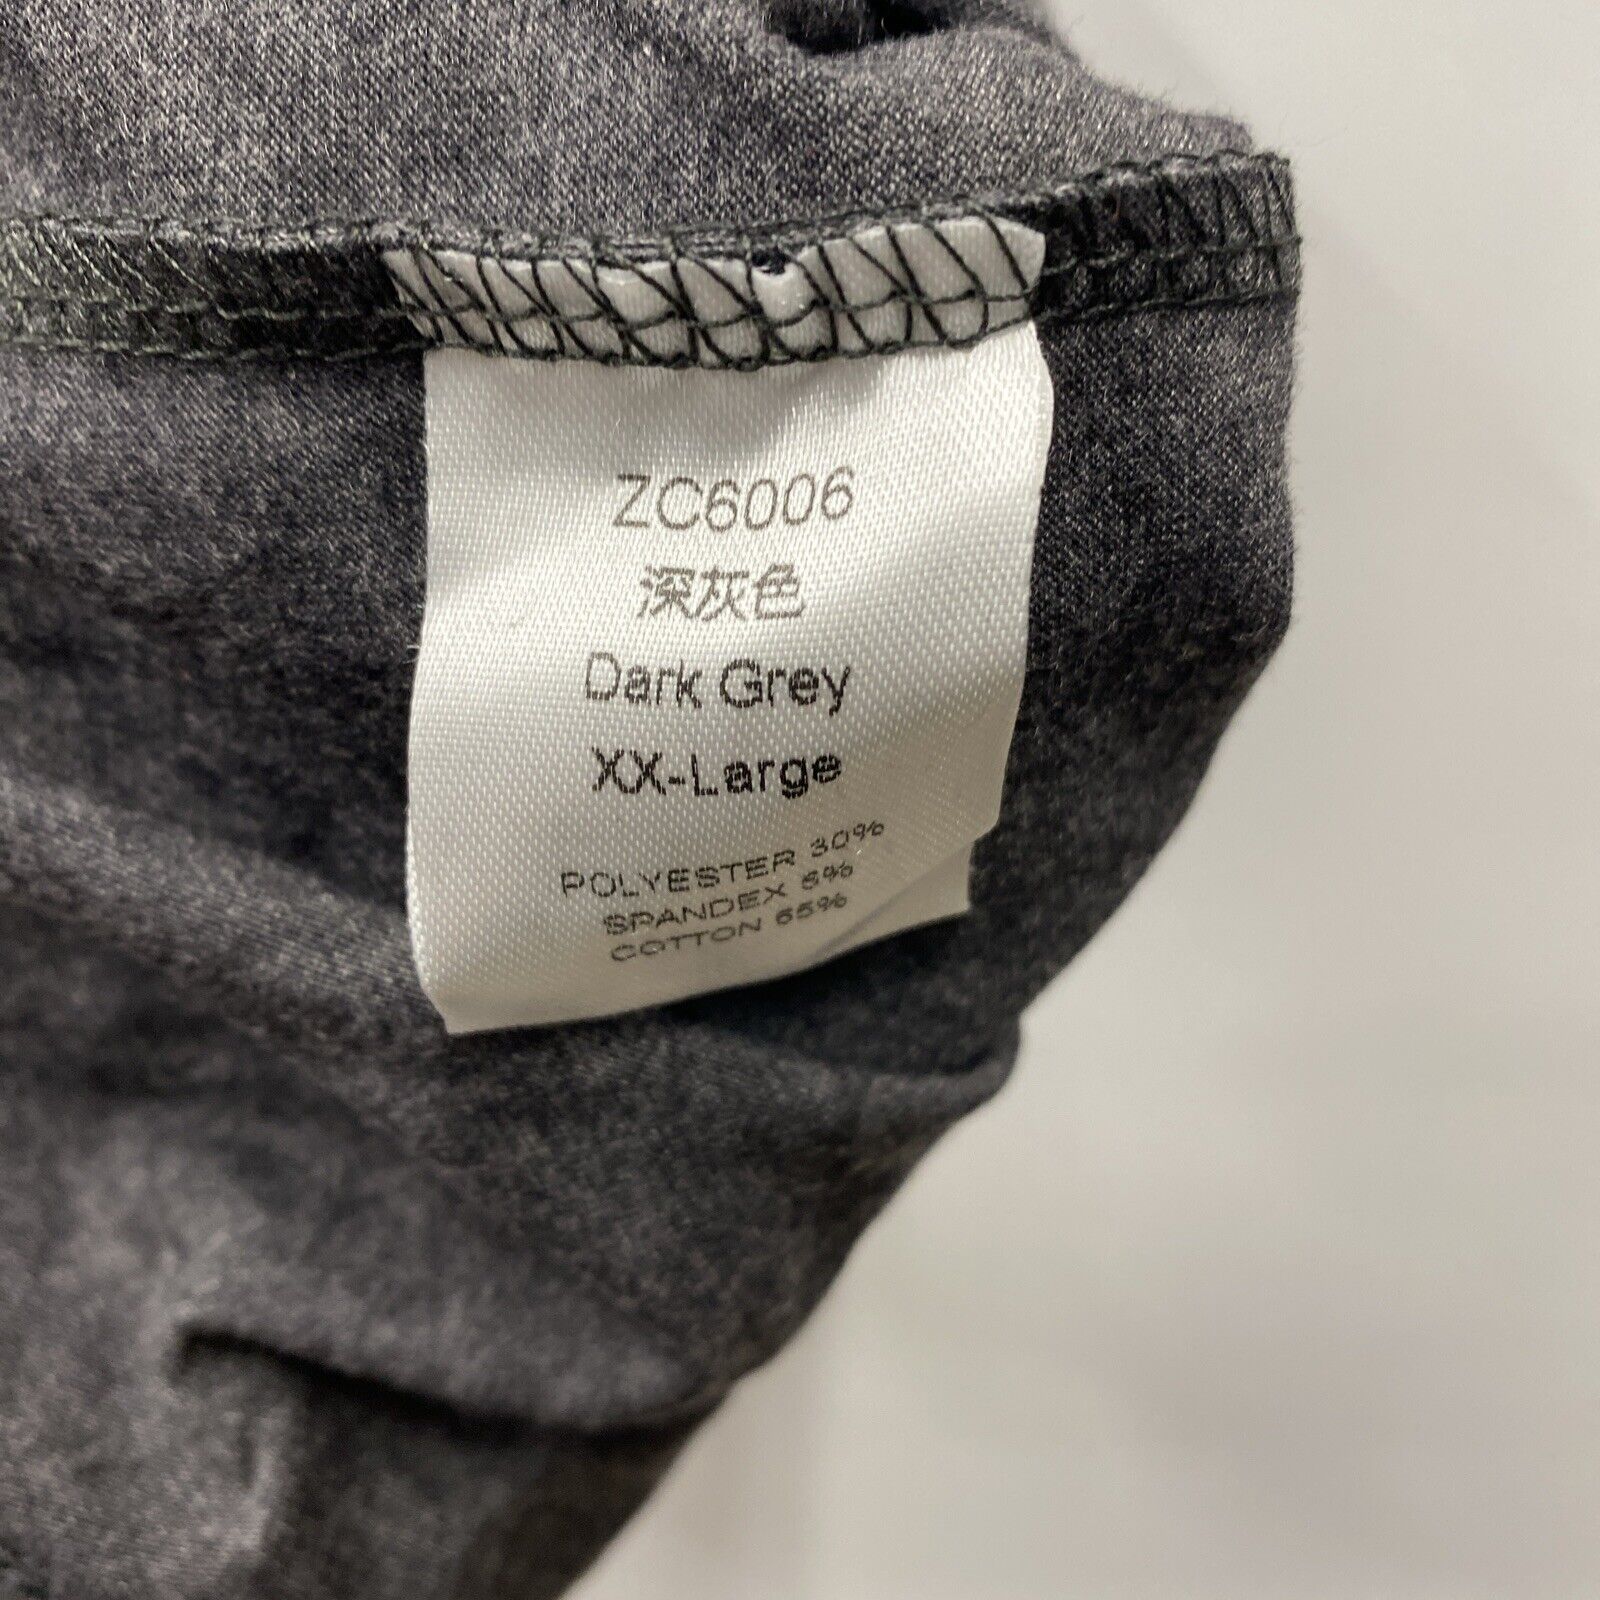 ZC6006
深灰色
Dark Grey
XX-Large
POLYESTER 30%
SPANDEX 5%
COTTON 65%